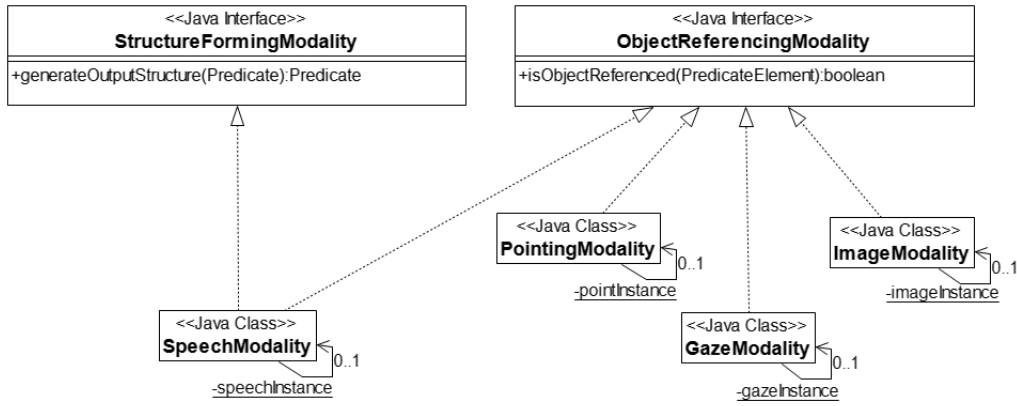 <<Java Interface>>
StructureFormingModality
+generateOutputStructure(Predicate):Predicate
<<Java Interface>>
ObjectReferencingModality
+isObjectReferenced(PredicateElement):boolean
<<Java Class>>
PointingModality
0..1
-pointInstance
<<Java Class>>
ImageModality
0..1
-imageInstance
<<Java Class>>
SpeechModality
0..1
-speechInstance
<<Java Class>>
GazeModality
0..1
-gazeInstance